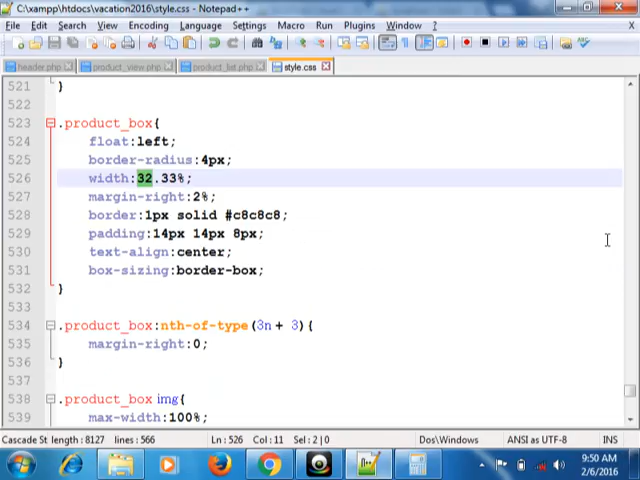 C:\xampp\htdocs\vacation2016\style.css - Notepad++
File Edit Search View Encoding Language Settings Macro Run Plugins Window ?
header.php product_view.php product_list.php style.css
521 }
522
523 .product_box{
524 float:left;
525 border-radius:4px;
526 width:32.33%;
527 margin-right:2%;
528 border:1px solid #c8c8c8;
529 padding:14px 14px 8px;
530 text-align:center;
531 box-sizing:border-box;
532 }
533
534 .product_box:nth-of-type(3n + 3){
535 margin-right:0;
536 }
537
538 .product_box img{
539 max-width:100%;
Cascade St length : 8127 lines : 566 Ln : 526 Col : 11 Sel : 2 | 0 Dos\Windows ANSI as UTF-8 INS
9:50 AM
2/6/2016